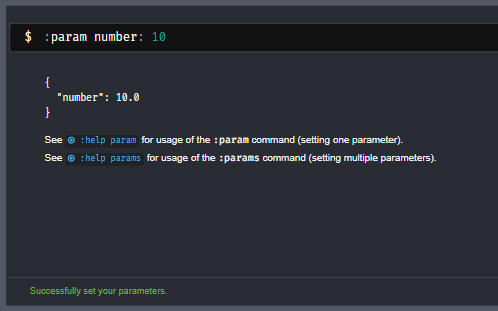 $ :param number: 10
{
"number": 10.0
}
See :help param for usage of the :param command (setting one parameter).
See :help params for usage of the :params command (setting multiple parameters).
Successfully set your parameters.